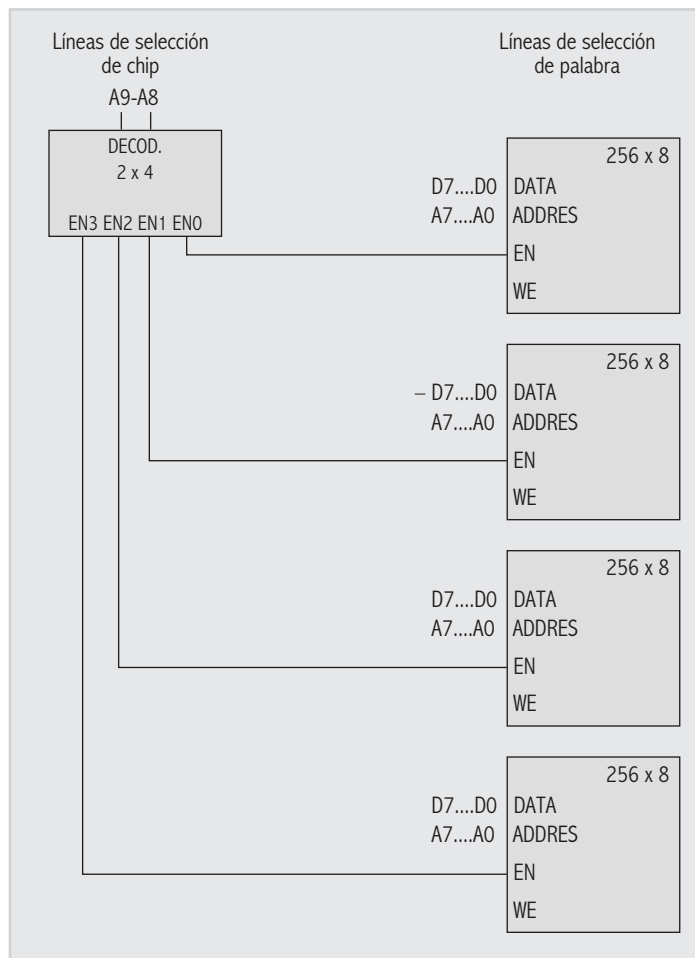 Líneas de selección
de chip
Líneas de selección
de palabra
A9-A8
DECOD.
2 x 4
EN3 EN2 EN1 EN0
256 x 8
D7....D0 DATA
A7....A0 ADDRES
EN
WE
256 x 8
– D7....D0 DATA
A7....A0 ADDRES
EN
WE
256 x 8
D7....D0 DATA
A7....A0 ADDRES
EN
WE
256 x 8
D7....D0 DATA
A7....A0 ADDRES
EN
WE